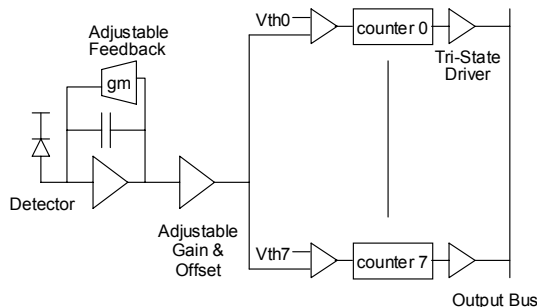 Adjustable
Feedback
gm
Detector
Adjustable
Gain &
Offset
Vth0
counter 0
Tri-State
Driver
Vth7
counter 7
Output Bus